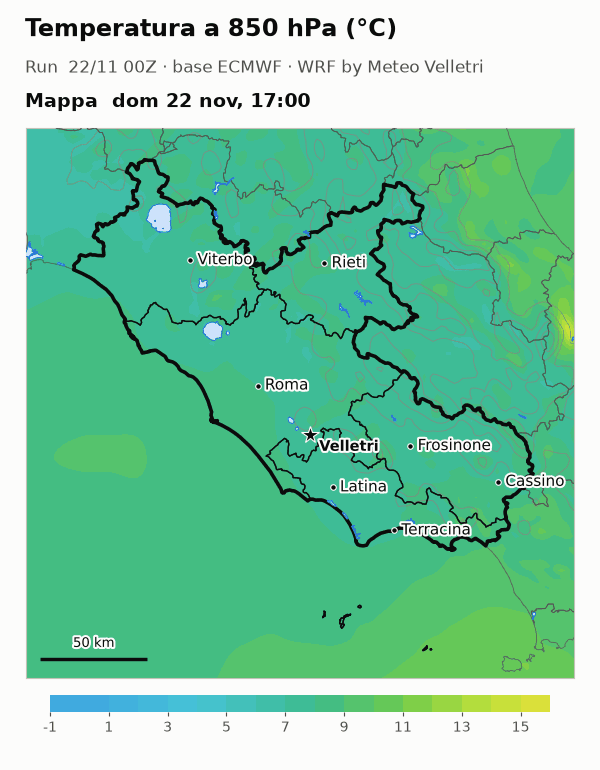 Temperatura a 850 hPa (°C)
Run  22/11 00Z · base ECMWF · WRF by Meteo Velletri
Mappa  dom 22 nov, 17:00
Viterbo
Rieti
Roma
Velletri
Frosinone
Latina
Cassino
Terracina
50 km
-1 1 3 5 7 9 11 13 15